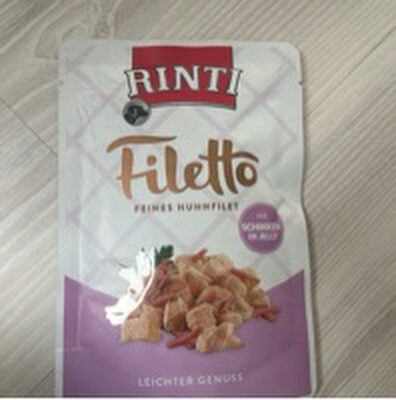 RINTI
Filetto
FEINES HUHNFILET
MIT
SCHINKEN
IN JELLY
LEICHTER GENUSS